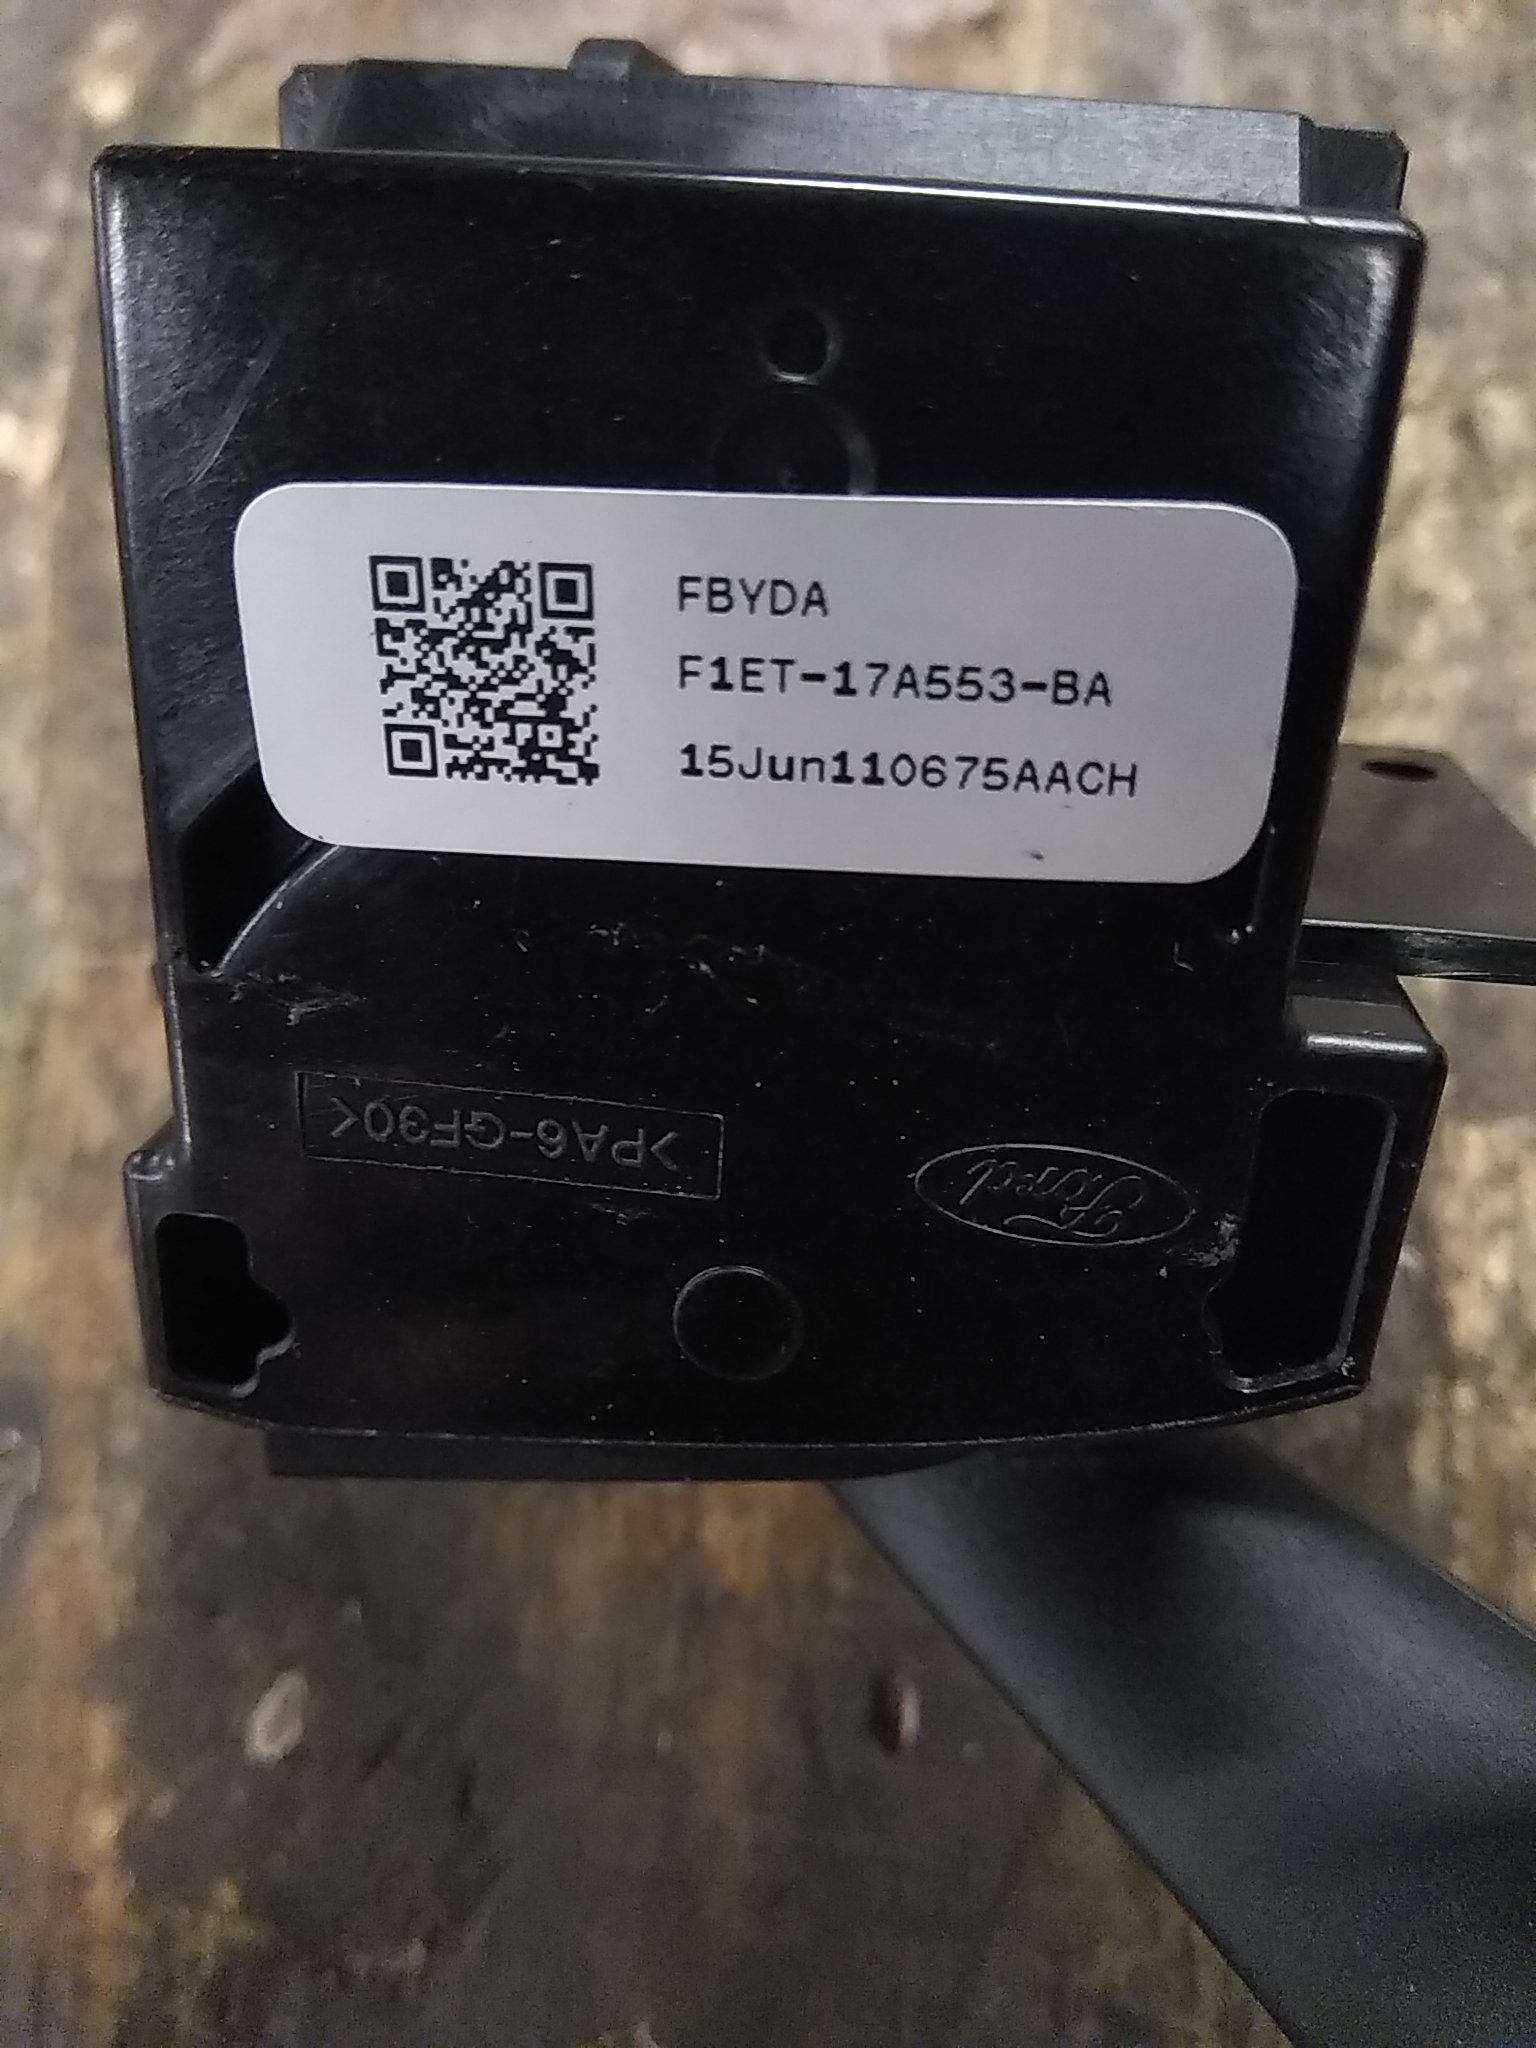 FBYDA
F1ET-17A553-BA
15Jun110675AACH
>PA6-GF30<
Ford